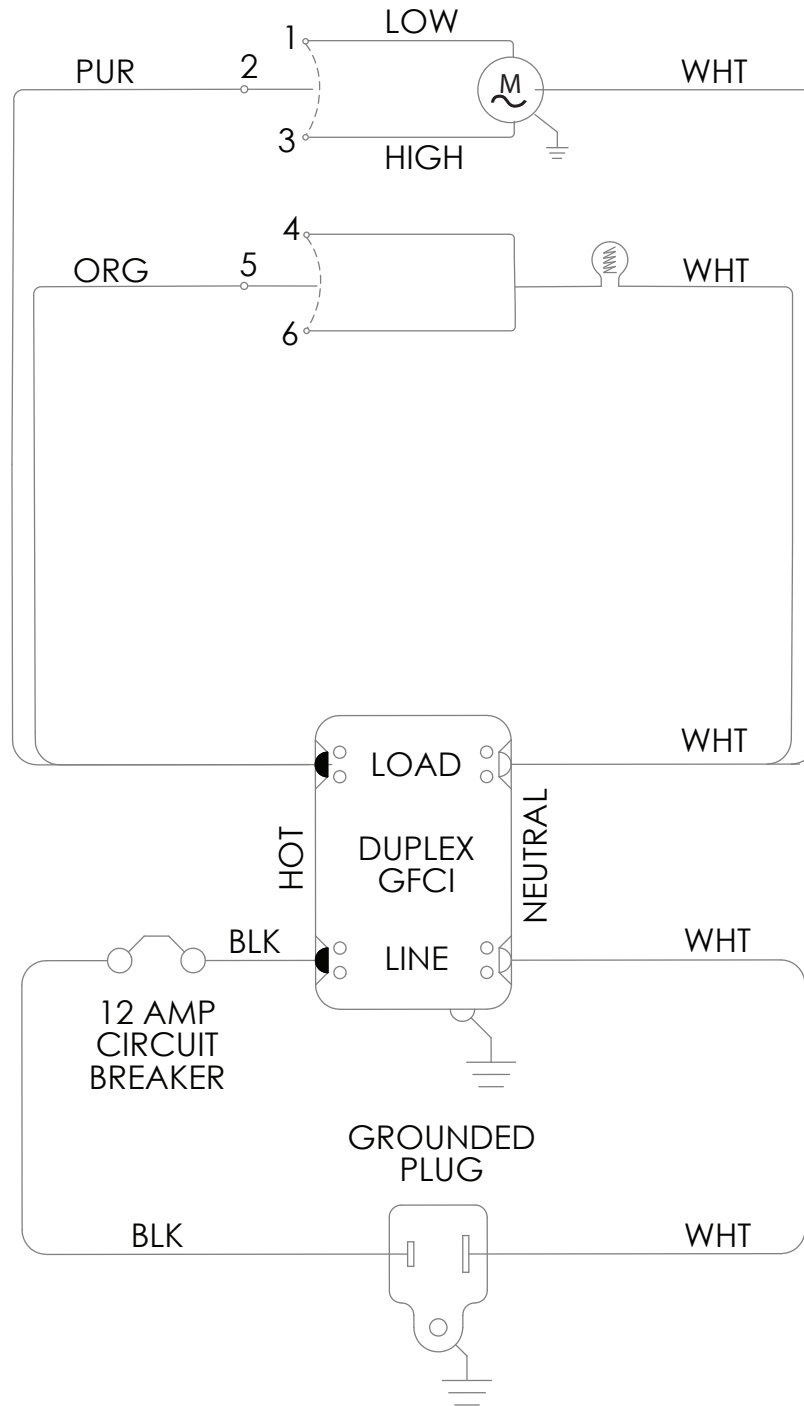 1
LOW
PUR
2
M
WHT
3
HIGH
4
ORG
5
WHT
6
WHT
LOAD
HOT
DUPLEX
GFCI
NEUTRAL
BLK
LINE
WHT
12 AMP
CIRCUIT
BREAKER
GROUNDED
PLUG
BLK
WHT